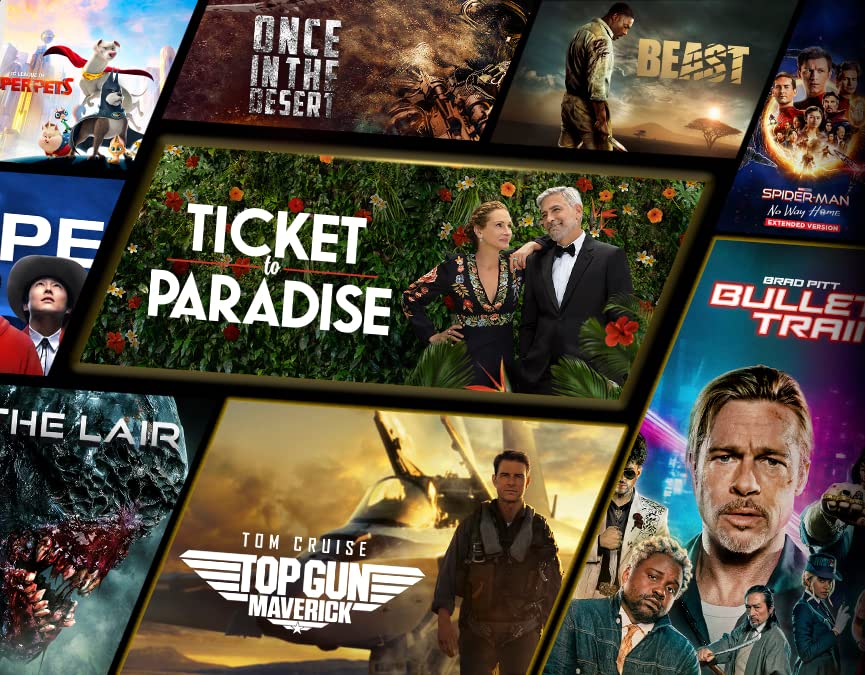 PERPETS
ONCE
IN THE
DESERT
BEAST
SPIDER-MAN
No Way Home
EXTENDED VERSION
PE
TICKET
to
PARADISE
BRAD PITT
BULLET
TRAIN
THE LAIR
TOM CRUISE
TOP GUN
MAVERICK